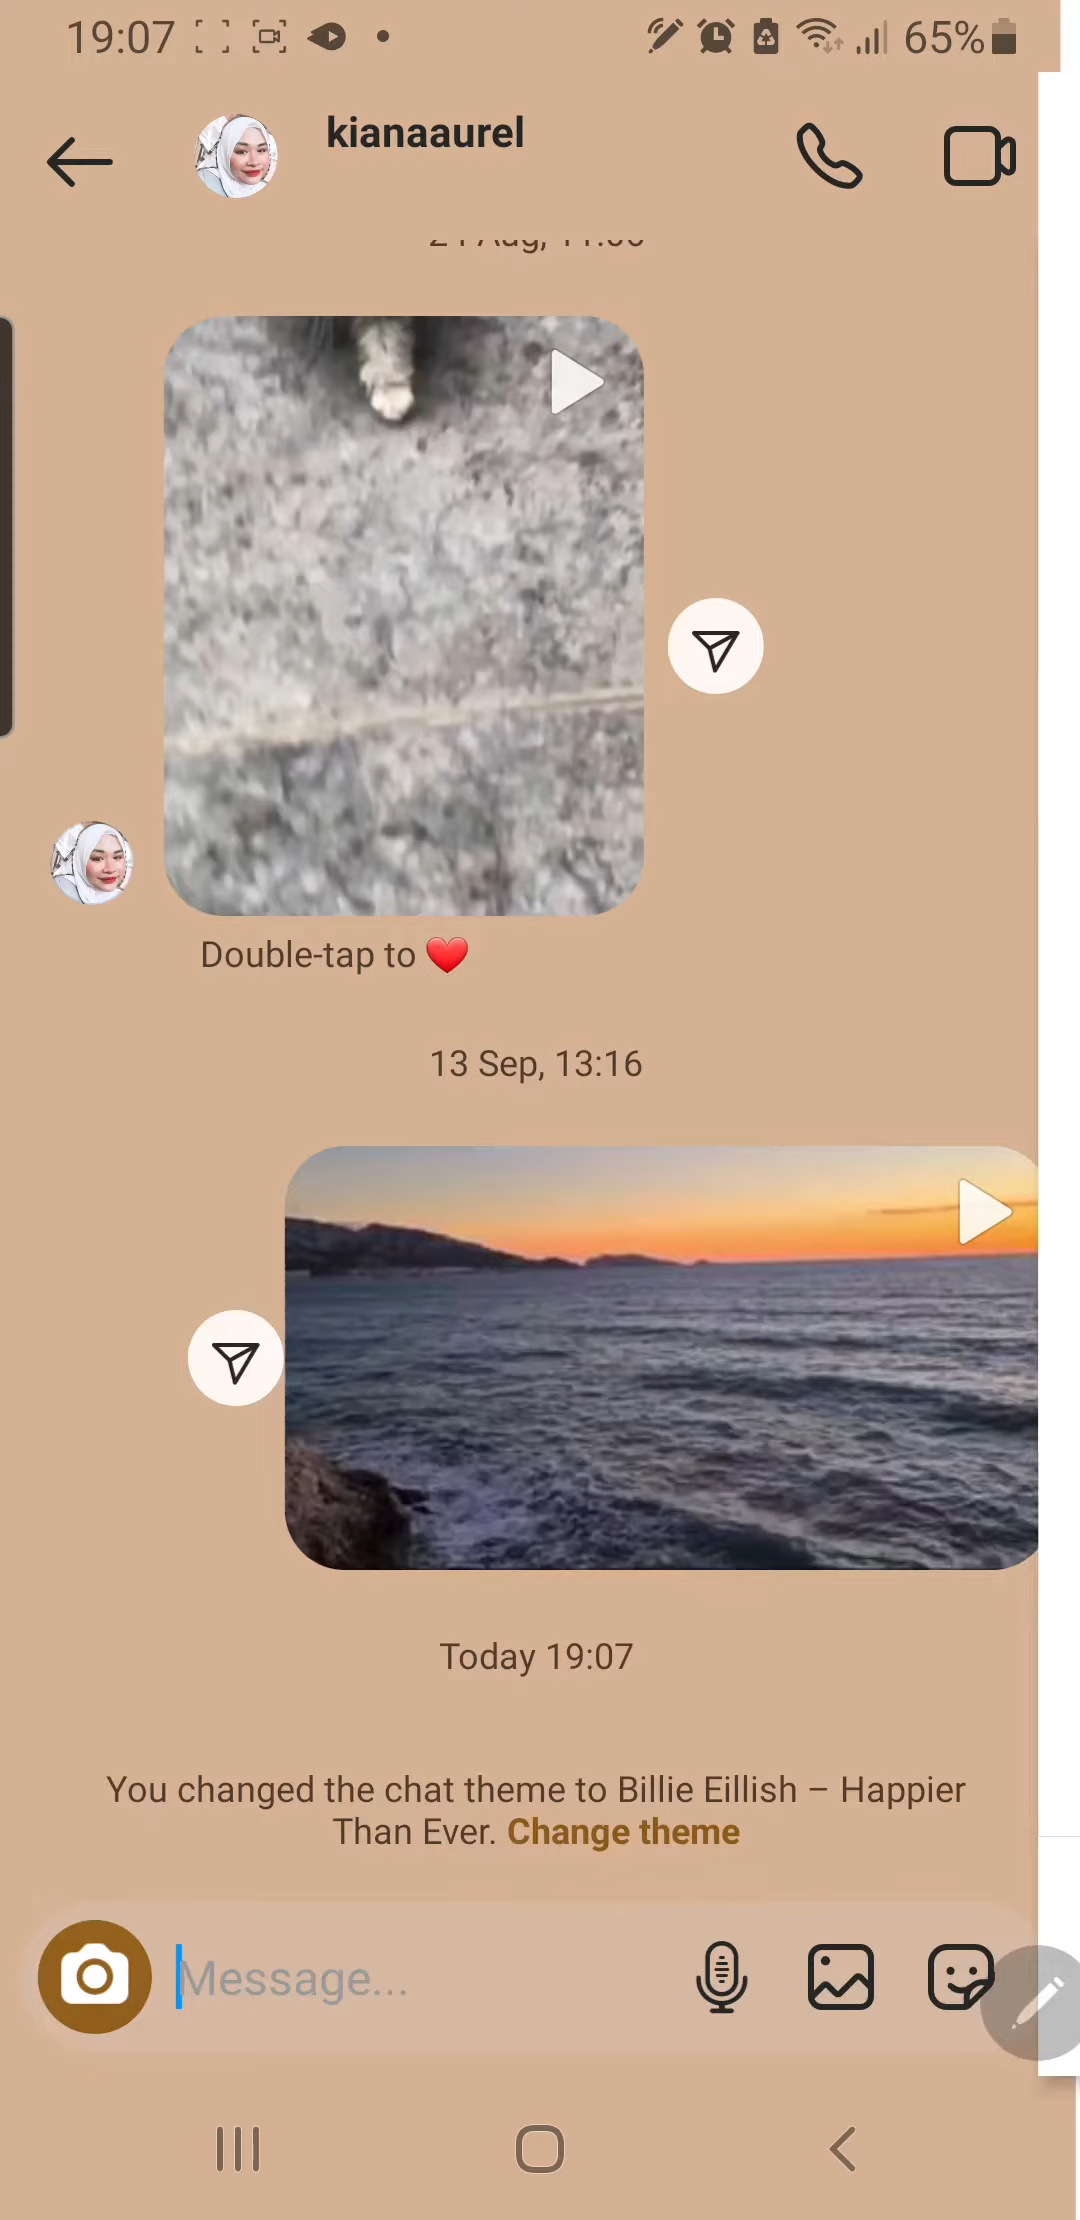 19:07
65%
kianaaurel
Double-tap to ❤️
13 Sep, 13:16
Today 19:07
You changed the chat theme to Billie Eillish – Happier
Than Ever. Change theme
Message...